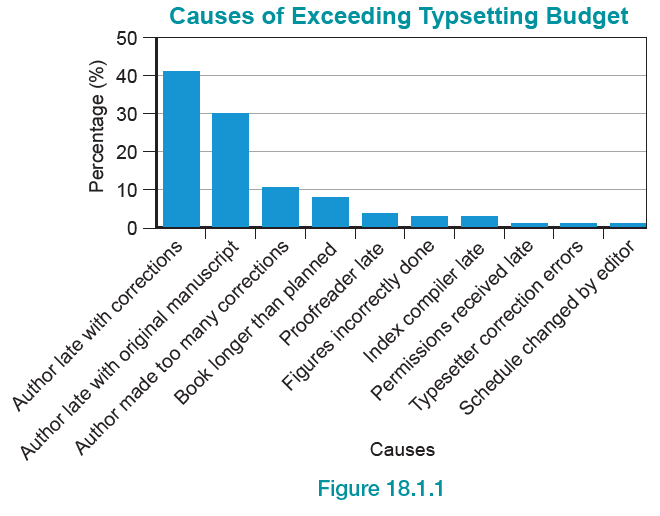 Causes of Exceeding Typsetting Budget
Percentage (%)
50
40
30
20
10
0
Author late with corrections
Author late with original manuscript
Author made too many corrections
Book longer than planned
Proofreader late
Figures incorrectly done
Index compiler late
Permissions received late
Typesetter correction errors
Schedule changed by editor
Causes
Figure 18.1.1